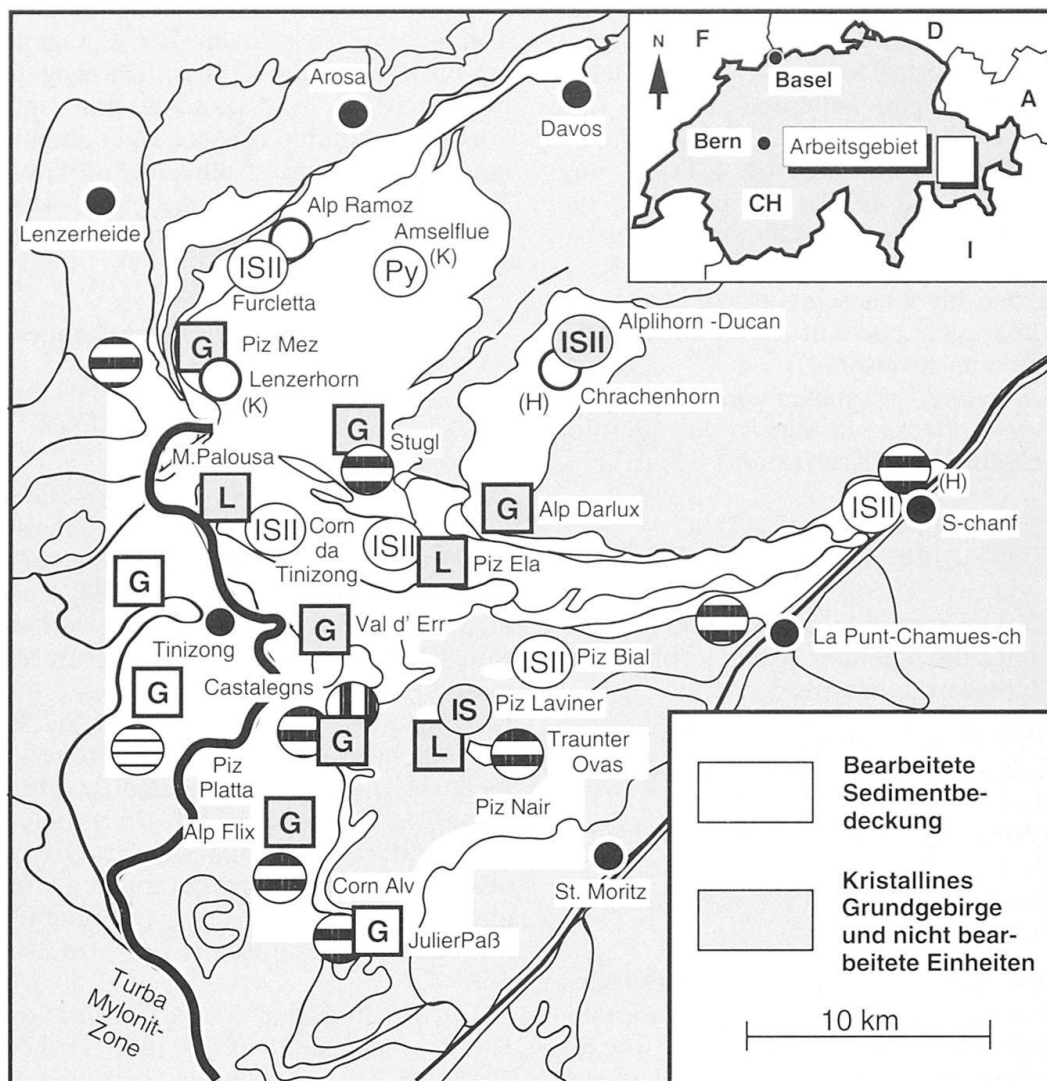 N
F
D
A
I
CH
Basel
Bern
Arbeitsgebiet
Arosa
Davos
Lenzerheide
Alp Ramoz
Amselflue
(K)
ISII
Py
Furcletta
ISII
Alplihorn -Ducan
G
Piz Mez
Lenzerhorn
(K)
(H)
Chrachenhorn
G
Stugl
M.Palousa
L
ISII
Corn
da
Tinizong
ISII
G
Alp Darlux
L
Piz Ela
(H)
ISII
S-chanf
G
Tinizong
G
Val d' Err
ISII
Piz Bial
La Punt-Chamues-ch
G
Castalegns
G
IS
Piz Laviner
L
Traunter
Ovas
Piz
Platta
Piz Nair
Alp Flix
G
St. Moritz
Corn Alv
G
JulierPaß
Turba
Mylonit-
Zone
Bearbeitete
Sedimentbe-
deckung
Kristallines
Grundgebirge
und nicht bear-
beitete Einheiten
10 km